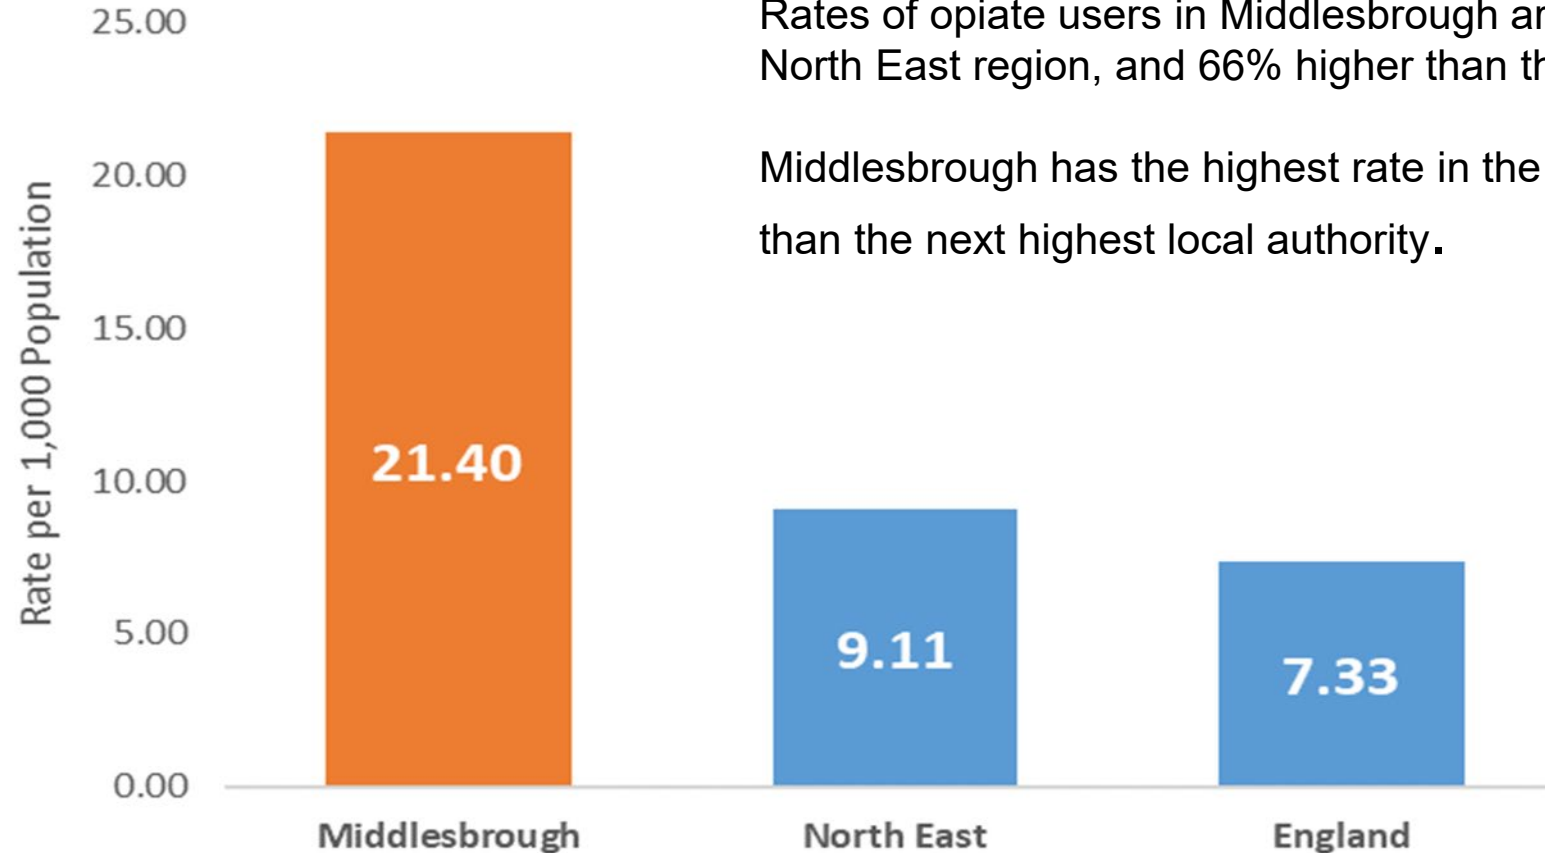 Rates of opiate users in Middlesbrough
North East region, and 66% higher than
Middlesbrough has the highest rate in the
than the next highest local authority.
Rate per 1,000 Population
25.00
20.00
15.00
10.00
5.00
0.00
21.40
9.11
7.33
Middlesbrough
North East
England